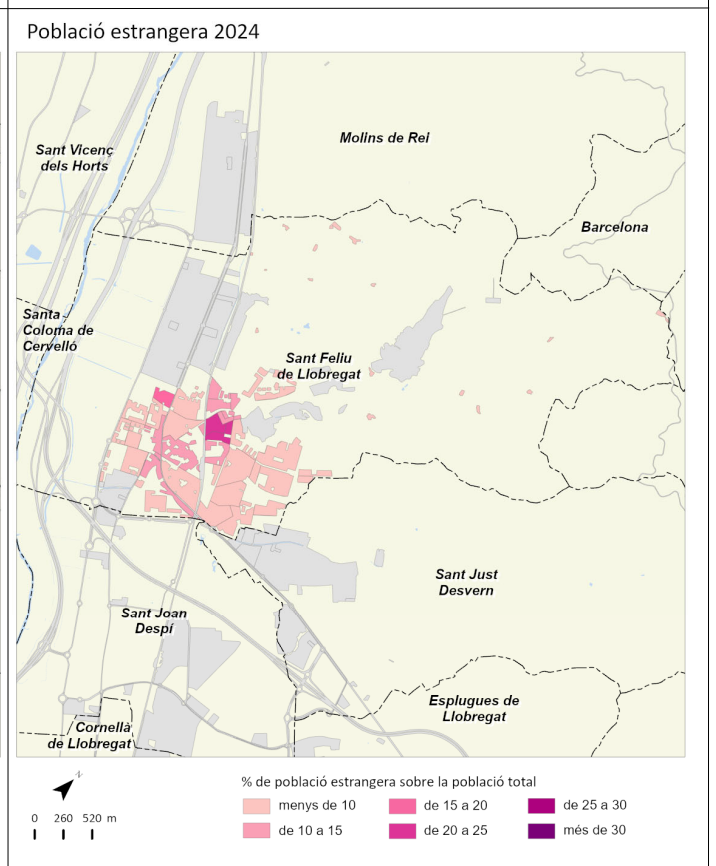 Població estrangera 2024
Molins de Rei
Sant Vicenç
dels Horts
Barcelona
Santa
Coloma de
Cervelló
Sant Feliu
de Llobregat
Sant Just
Desvern
Sant Joan
Despí
Esplugues de
Llobregat
Cornellà
de Llobregat
N
% de població estrangera sobre la població total
menys de 10
de 15 a 20
de 25 a 30
de 10 a 15
de 20 a 25
més de 30
0 260 520 m